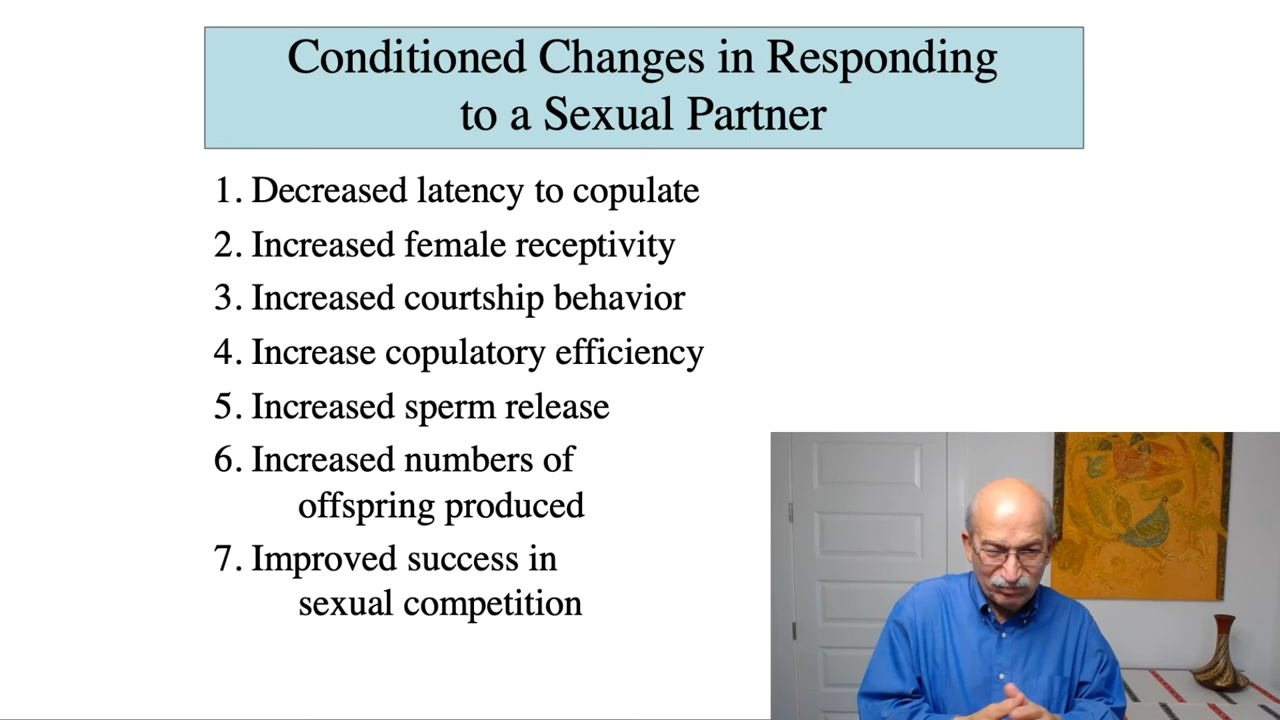 Conditioned Changes in Responding
to a Sexual Partner
1. Decreased latency to copulate
2. Increased female receptivity
3. Increased courtship behavior
4. Increase copulatory efficiency
5. Increased sperm release
6. Increased numbers of
offspring produced
7. Improved success in
sexual competition